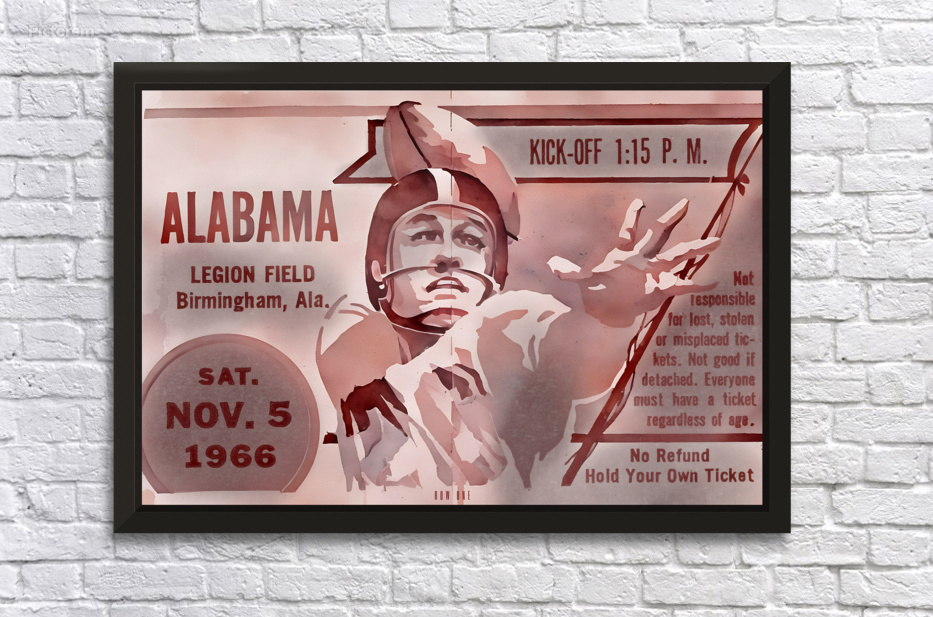 KICK-OFF 1:15 P. M.
ALABAMA
LEGION FIELD
Birmingham, Ala.
SAT.
NOV. 5
1966
Not
responsible
for lost, stolen
or misplaced tic-
kets. Not good if
detached. Everyone
must have a ticket
regardless of age.
No Refund
Hold Your Own Ticket
ROW ONE